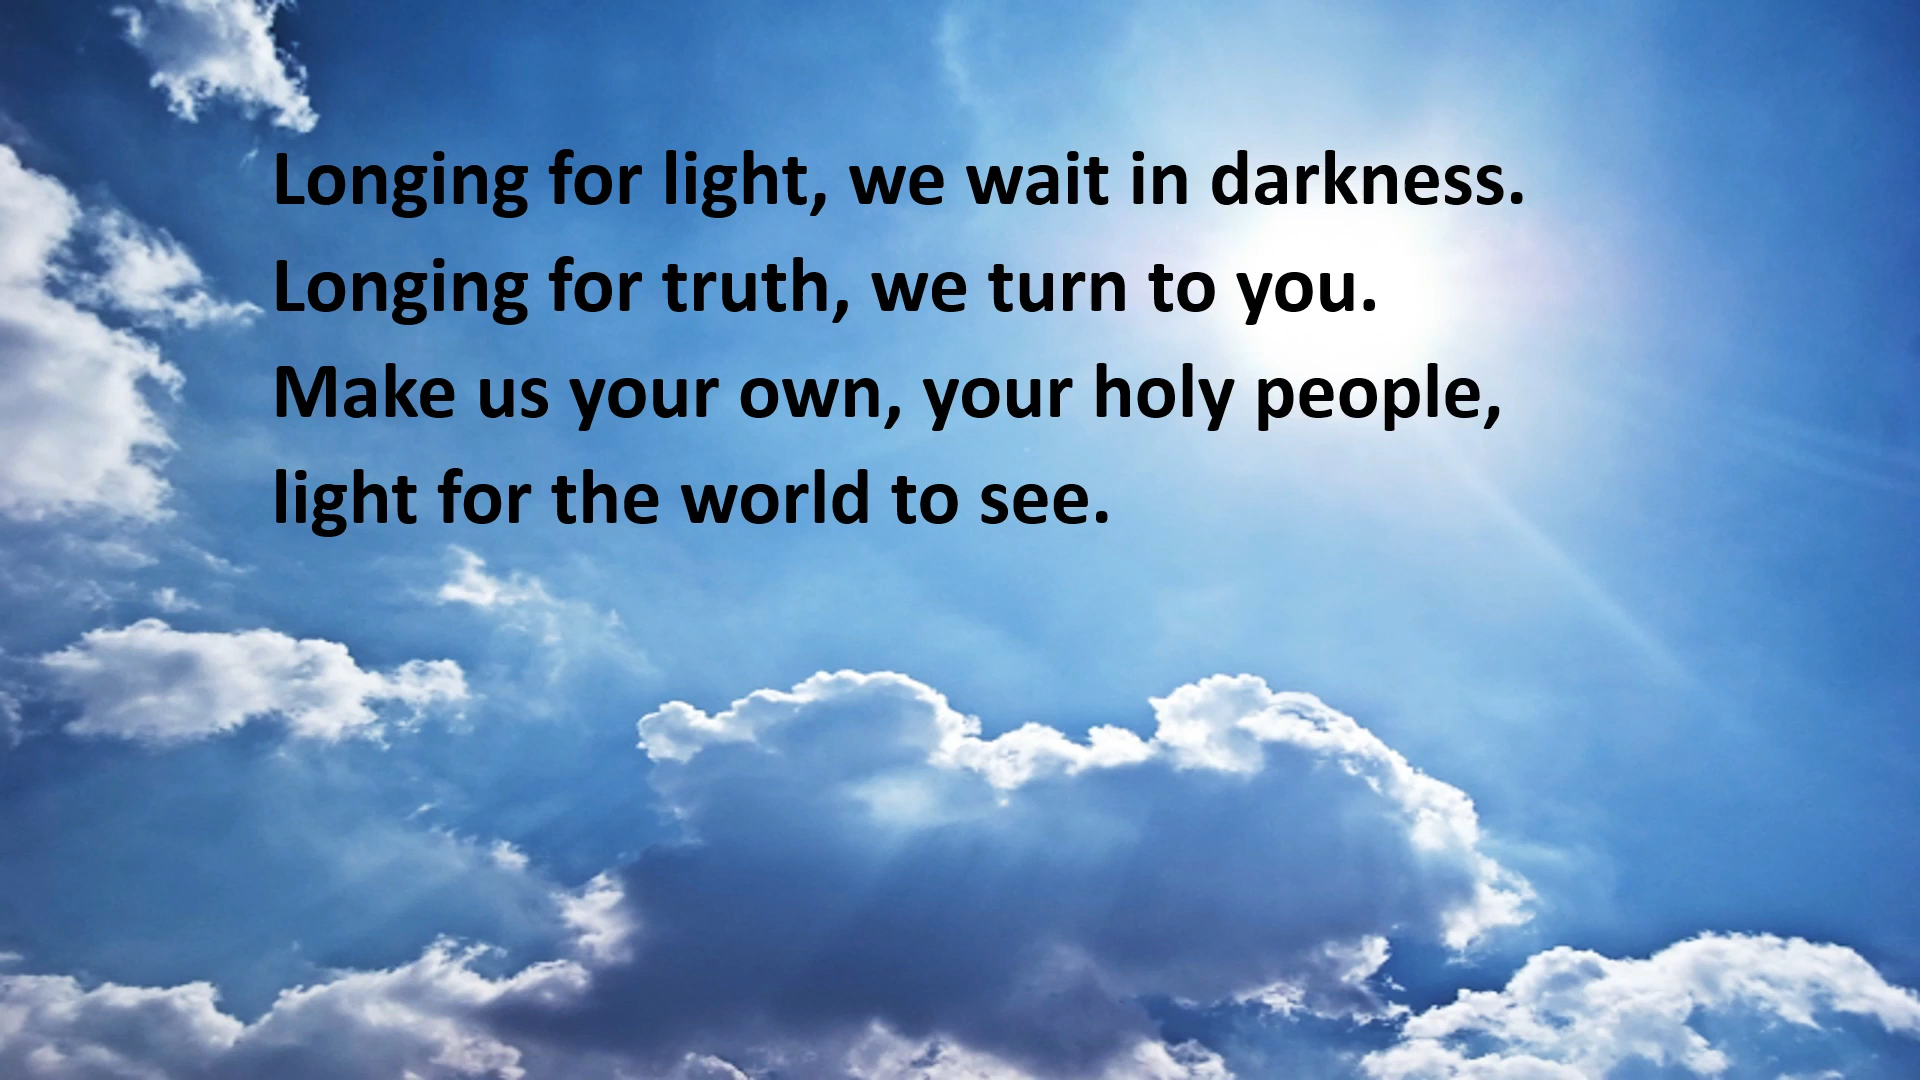 Longing for light, we wait in darkness.
Longing for truth, we turn to you.
Make us your own, your holy people,
light for the world to see.